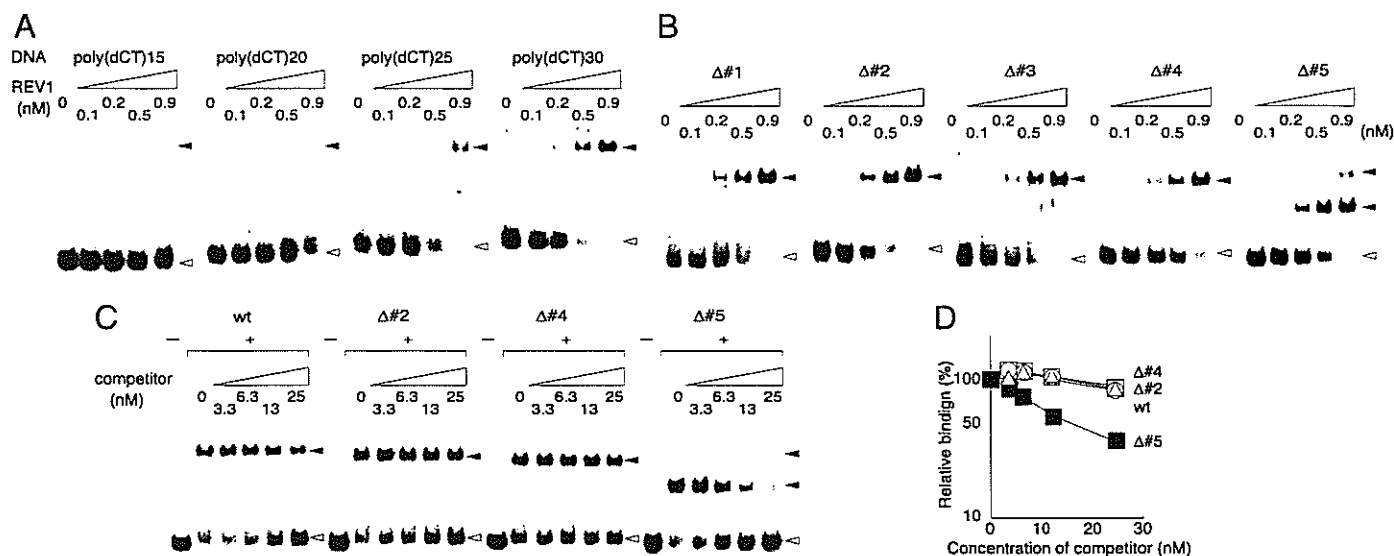 A
DNA poly(dCT)15 poly(dCT)20 poly(dCT)25 poly(dCT)30
REV1
(nM)
0 0.2 0.9 0 0.2 0.9 0 0.2 0.9 0 0.2 0.9
0.1 0.5 0.1 0.5 0.1 0.5 0.1 0.5
B
Δ#1 Δ#2 Δ#3 Δ#4 Δ#5
0 0.2 0.9 0 0.2 0.9 0 0.2 0.9 0 0.2 0.9 0 0.2 0.9
0.1 0.5 0.1 0.5 0.1 0.5 0.1 0.5 0.1 0.5 (nM)
C
wt Δ#2 Δ#4 Δ#5
− + − + − + − +
competitor
(nM)
0 6.3 25 0 6.3 25 0 6.3 25 0 6.3 25
3.3 13 3.3 13 3.3 13 3.3 13
D
Relative bindign (%)
100
50
10
Δ#4
Δ#2
wt
Δ#5
0 10 20 30
Concentration of competitor (nM)